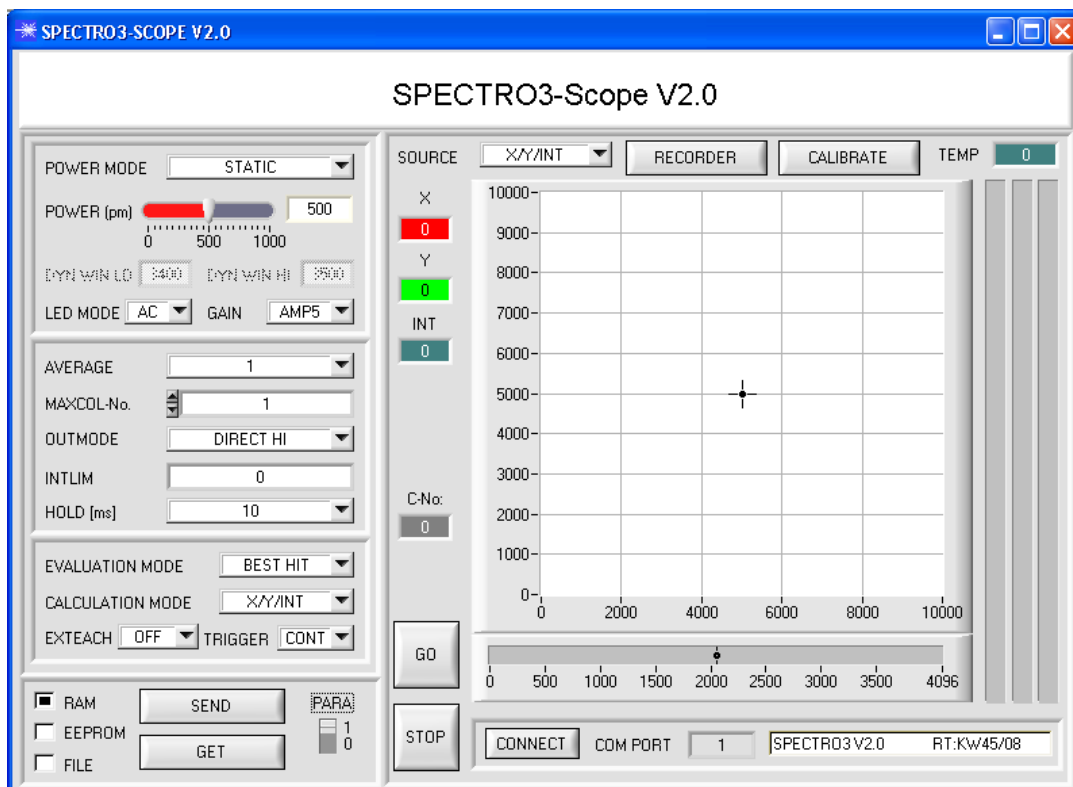 SPECTRO3-SCOPE V2.0
SPECTRO3-Scope V2.0
POWER MODE STATIC
POWER (pm) 500
0 500 1000
DYN WIN LO 3400 DYN WIN HI 3500
LED MODE AC GAIN AMP5
AVERAGE 1
MAXCOL-No. 1
OUTMODE DIRECT HI
INTLIM 0
HOLD [ms] 10
EVALUATION MODE BEST HIT
CALCULATION MODE X/Y/INT
EXTEACH OFF TRIGGER CONT
RAM
EEPROM
FILE
SEND
GET
PARA
1
0
SOURCE X/Y/INT RECORDER CALIBRATE TEMP 0
X
0
Y
0
INT
0
C-No:
0
GO
STOP
10000
9000
8000
7000
6000
5000
4000
3000
2000
1000
0
0 2000 4000 6000 8000 10000
0 500 1000 1500 2000 2500 3000 3500 4096
CONNECT COM PORT 1 SPECTRO3 V2.0 RT:KW45/08